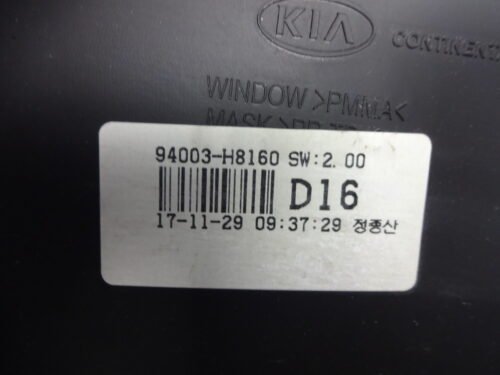 KIA
WINDOW >PMMA<
94003-H8160 SW:2.00
D16
17-11-29 09:37:29 정종산